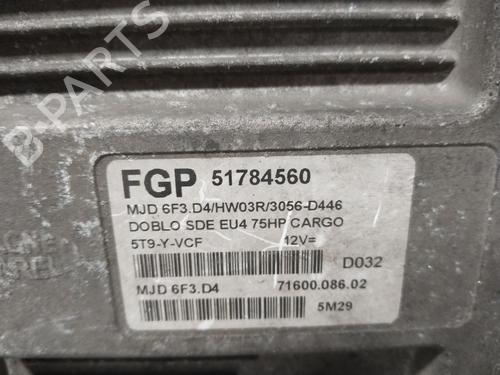 B-PARTS
FGP 51784560
MJD 6F3.D4/HW03R/3056-D446
DOBLO SDE EU4 75HP CARGO
5T9-Y-VCF 12V=
D032
MJD 6F3.D4 71600.086.02
5M29